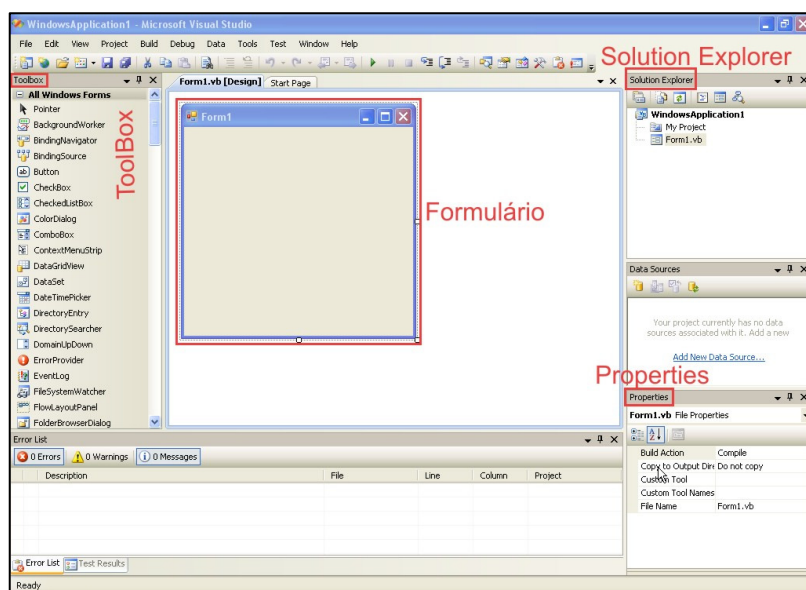 WindowsApplication1 - Microsoft Visual Studio
File Edit View Project Build Debug Data Tools Test Window Help
Solution Explorer
Toolbox
Form1.vb [Design] Start Page
Solution Explorer
All Windows Forms
Pointer
BackgroundWorker
BindingNavigator
BindingSource
Button
CheckBox
CheckedListBox
ColorDialog
ComboBox
ContextMenuStrip
DataGridView
DataSet
DateTimePicker
DirectoryEntry
DirectorySearcher
DomainUpDown
ErrorProvider
EventLog
FileSystemWatcher
FlowLayoutPanel
FolderBrowserDialog
ToolBox
Form1
Formulário
WindowsApplication1
My Project
Form1.vb
Data Sources
Your project currently has no data
sources associated with it. Add a new
Add New Data Source...
Properties
Properties
Form1.vb File Properties
Build Action Compile
Copy to Output Dire Do not copy
Custom Tool
Custom Tool Names
File Name Form1.vb
Error List
0 Errors 0 Warnings 0 Messages
Description File Line Column Project
Error List Test Results
Ready